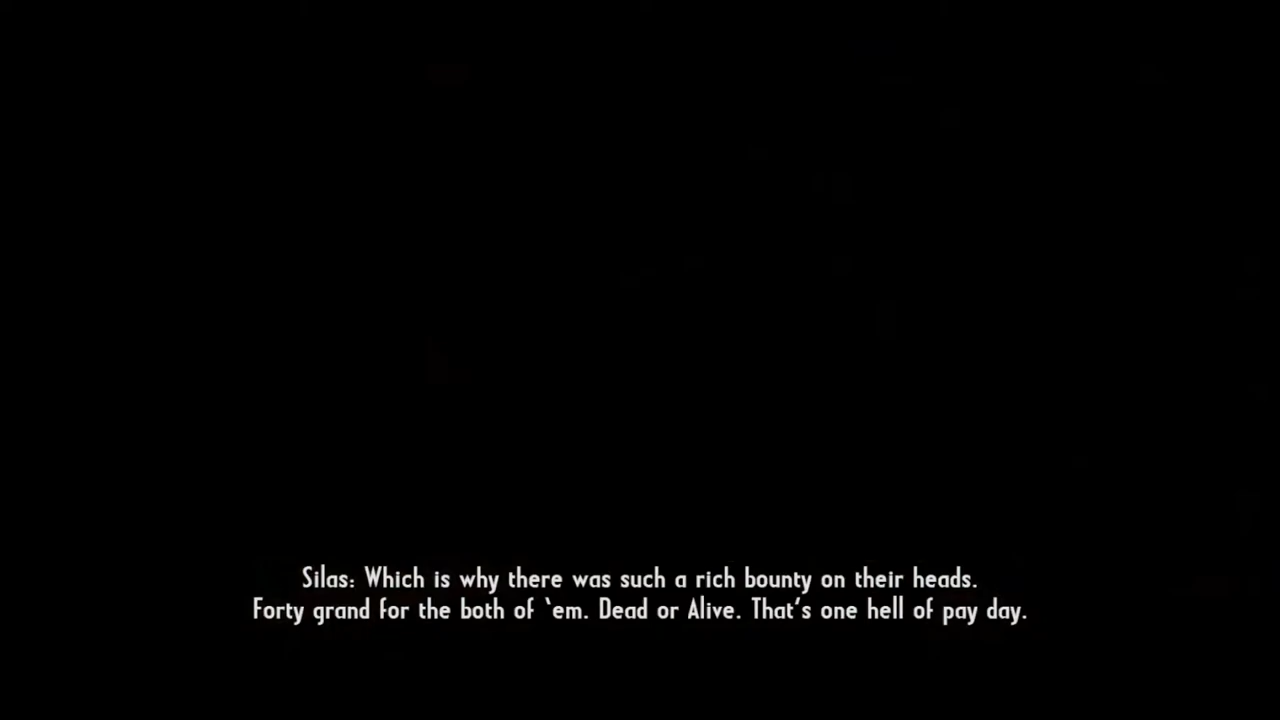 Silas: Which is why there was such a rich bounty on their heads.
Forty grand for the both of ‘em. Dead or Alive. That's one hell of pay day.